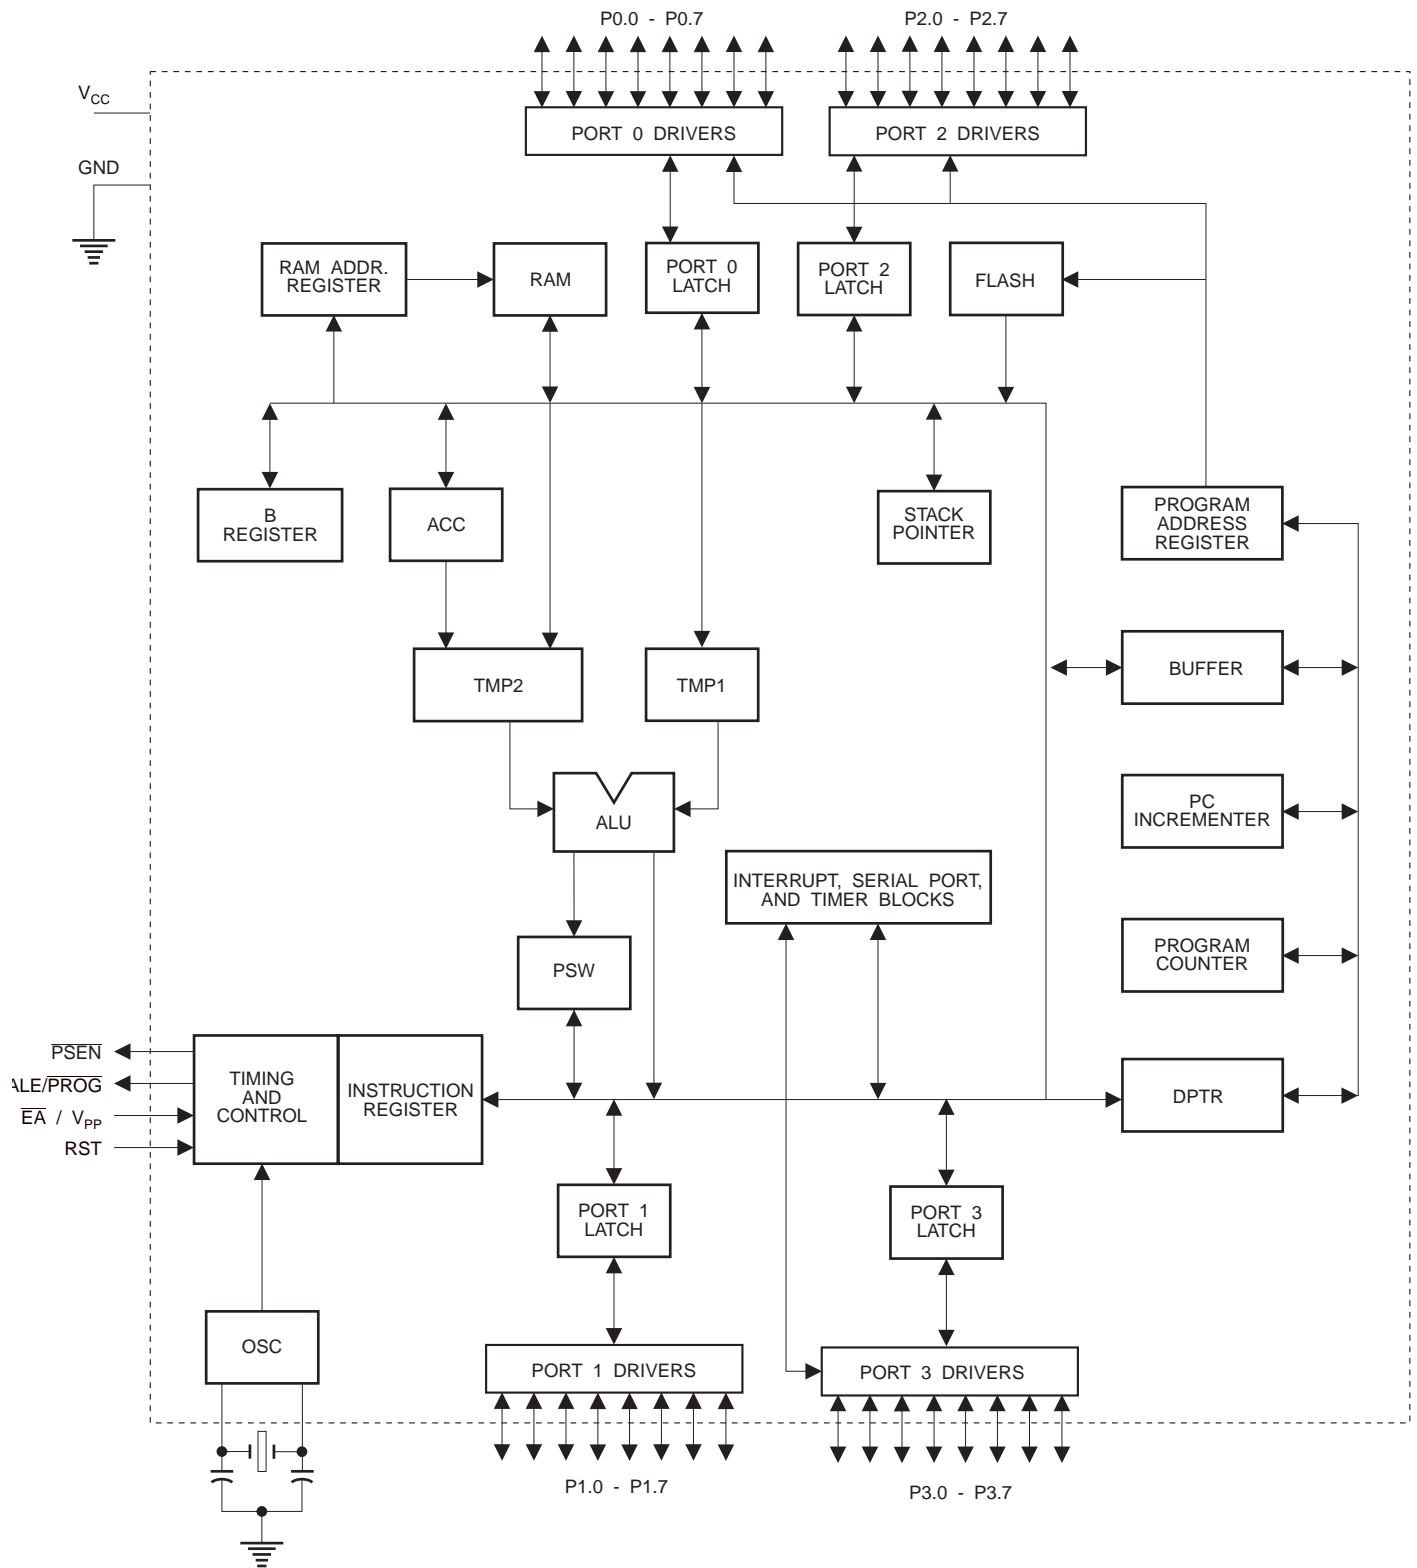 P0.0 - P0.7
P2.0 - P2.7
VCC
PORT 0 DRIVERS
PORT 2 DRIVERS
GND
RAM ADDR.
REGISTER
RAM
PORT 0
LATCH
PORT 2
LATCH
FLASH
B
REGISTER
ACC
STACK
POINTER
PROGRAM
ADDRESS
REGISTER
TMP2
TMP1
BUFFER
ALU
PC
INCREMENTER
INTERRUPT, SERIAL PORT,
AND TIMER BLOCKS
PSW
PROGRAM
COUNTER
PSEN
ALE/PROG
EA / VPP
RST
TIMING
AND
CONTROL
INSTRUCTION
REGISTER
DPTR
PORT 1
LATCH
PORT 3
LATCH
OSC
PORT 1 DRIVERS
PORT 3 DRIVERS
P1.0 - P1.7
P3.0 - P3.7